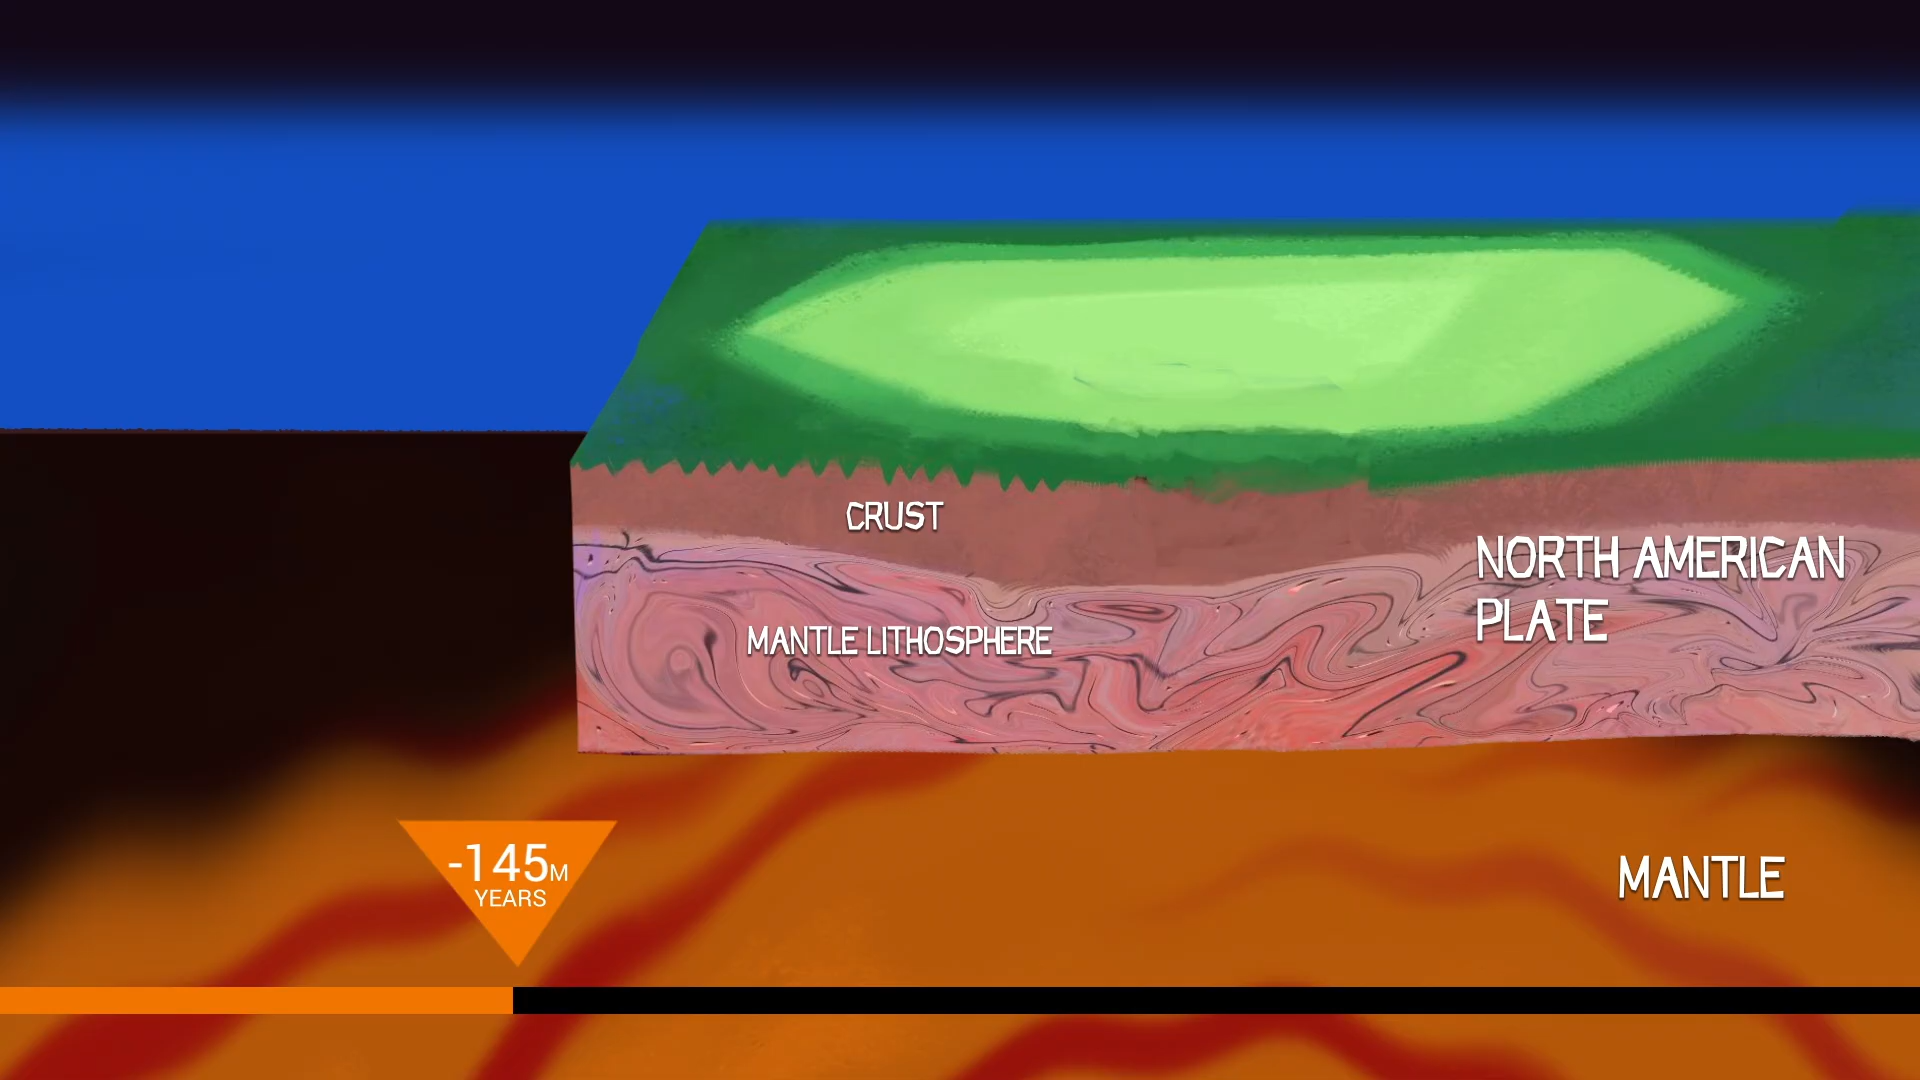 CRUST
NORTH AMERICAN
PLATE
MANTLE LITHOSPHERE
-145M
YEARS
MANTLE